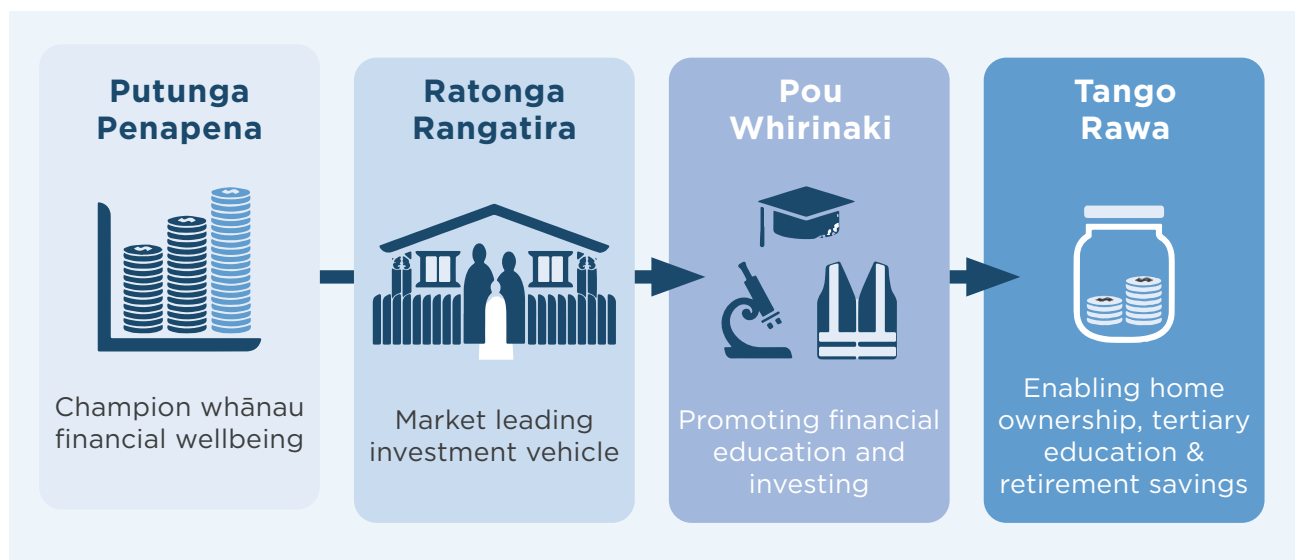 Putunga
Penapena
Champion whānau
financial wellbeing
Ratonga
Rangatira
Market leading
investment vehicle
Pou
Whirinaki
Promoting financial
education and
investing
Tango
Rawa
Enabling home
ownership, tertiary
education &
retirement savings